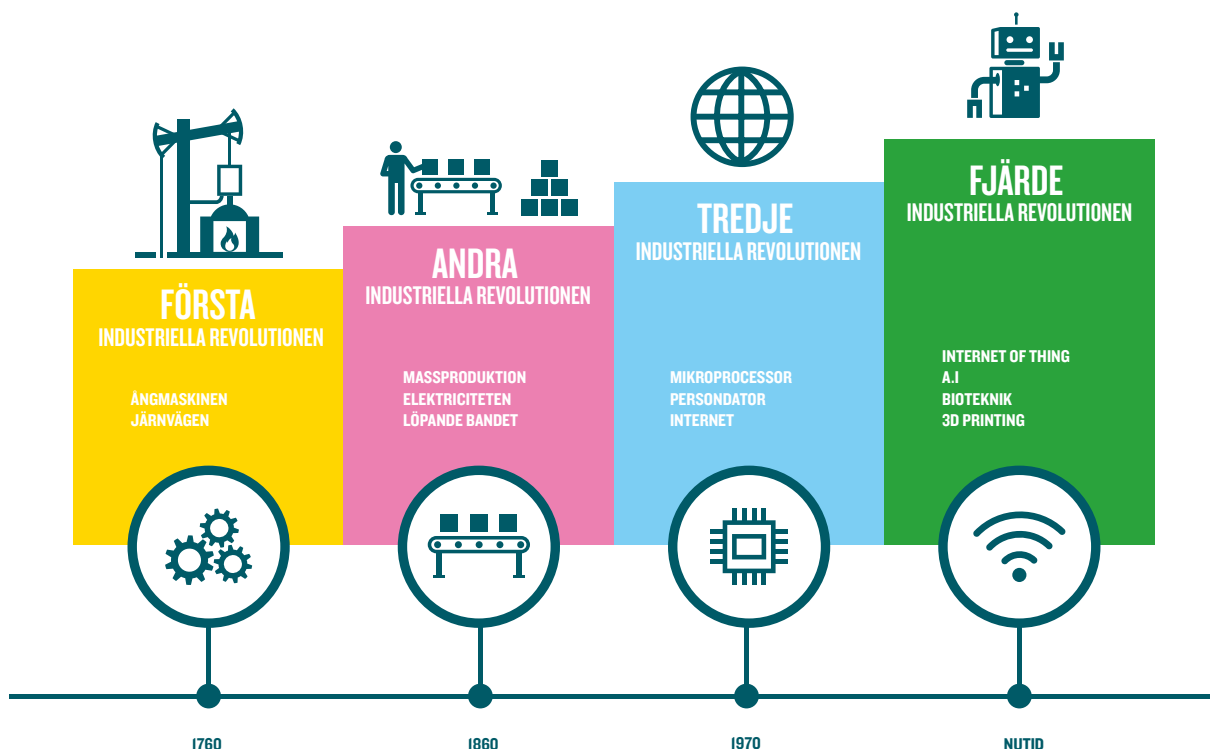 FÖRSTA
INDUSTRIELLA REVOLUTIONEN
ÅNGMASKINEN
JÄRNVÄGEN
1760
ANDRA
INDUSTRIELLA REVOLUTIONEN
MASSPRODUKTION
ELEKTRICITETEN
LÖPANDE BANDET
1860
TREDJE
INDUSTRIELLA REVOLUTIONEN
MIKROPROCESSOR
PERSONDATOR
INTERNET
1970
FJÄRDE
INDUSTRIELLA REVOLUTIONEN
INTERNET OF THING
A.I
BIOTEKNIK
3D PRINTING
NUTID